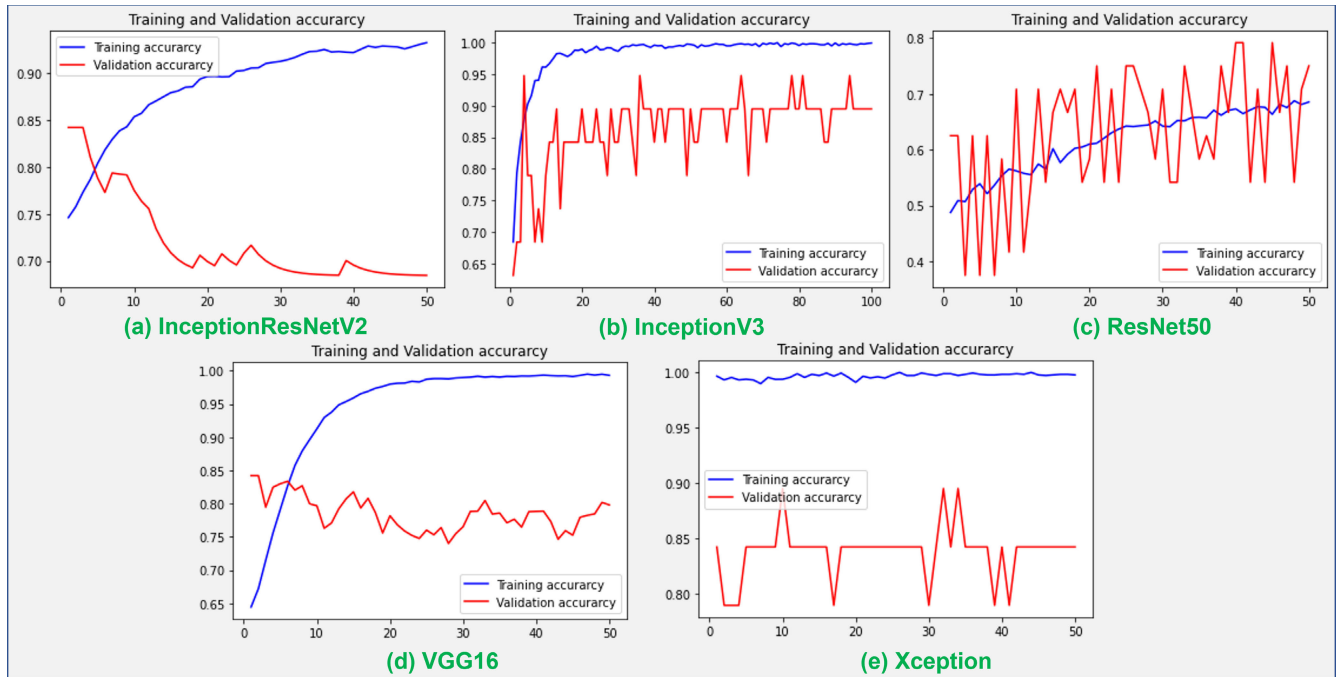 Training and Validation accurarcy
Training accurarcy
Validation accurarcy
0.90
0.85
0.80
0.75
0.70
0 10 20 30 40 50
(a) InceptionResNetV2
Training and Validation accurarcy
1.00
0.95
0.90
0.85
0.80
0.75
0.70
0.65
Training accurarcy
Validation accurarcy
0 20 40 60 80 100
(b) InceptionV3
Training and Validation accurarcy
0.8
0.7
0.6
0.5
0.4
Training accurarcy
Validation accurarcy
0 10 20 30 40 50
(c) ResNet50
Training and Validation accurarcy
1.00
0.95
0.90
0.85
0.80
0.75
0.70
0.65
Training accurarcy
Validation accurarcy
0 10 20 30 40 50
(d) VGG16
Training and Validation accurarcy
1.00
0.95
0.90
0.85
0.80
Training accurarcy
Validation accurarcy
0 10 20 30 40 50
(e) Xception